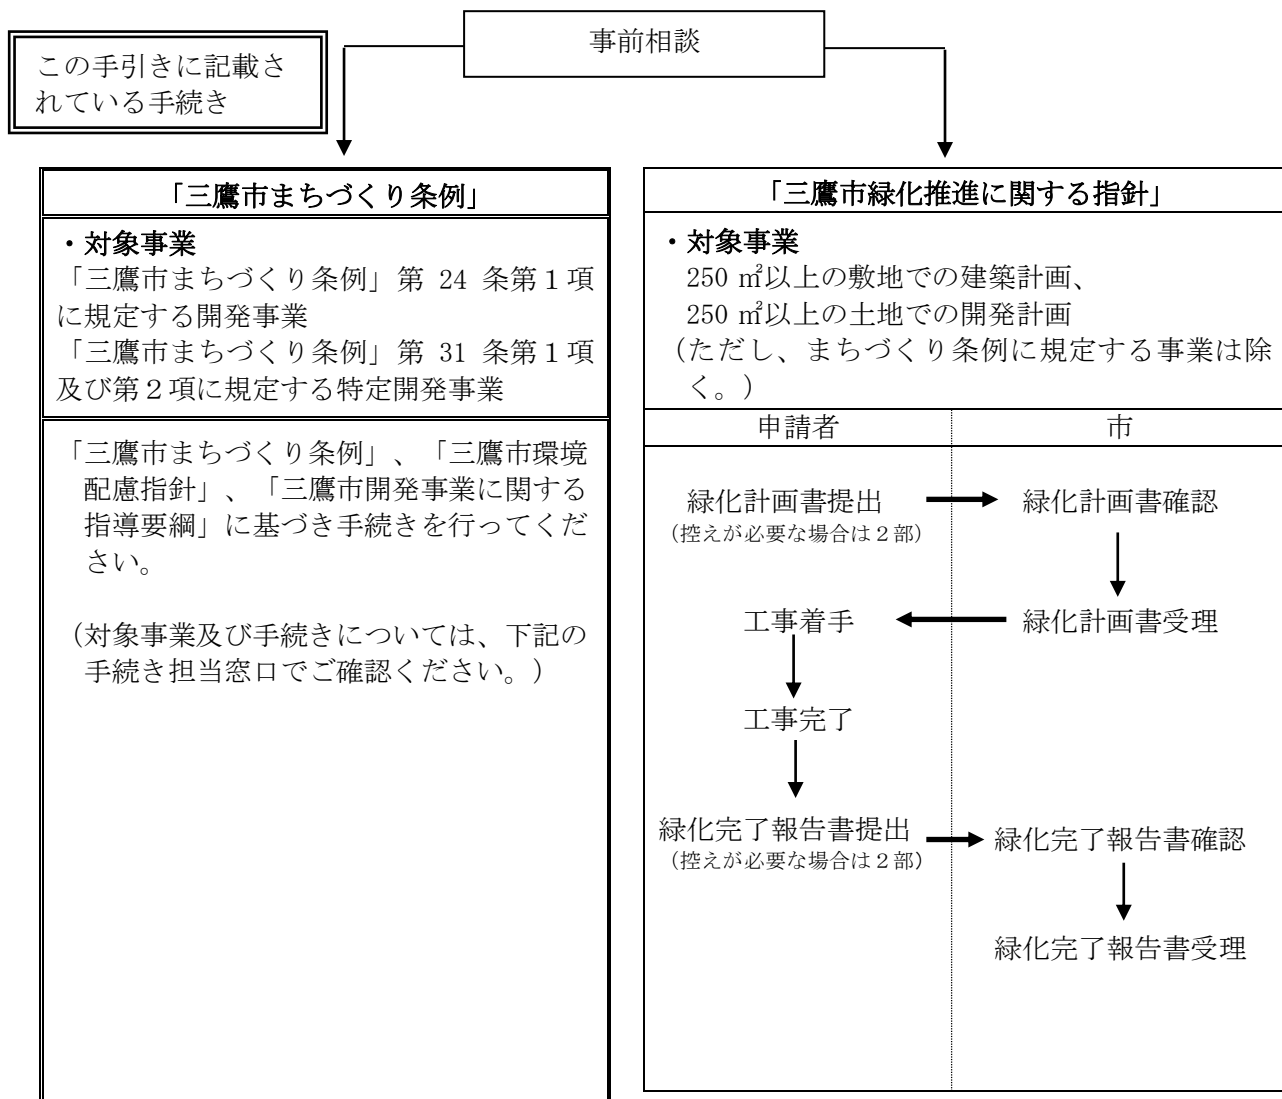 事前相談
この手引きに記載さ
れている手続き
「三鷹市まちづくり条例」
・対象事業
「三鷹市まちづくり条例」第 24 条第１項
に規定する開発事業
「三鷹市まちづくり条例」第 31 条第１項
及び第２項に規定する特定開発事業
「三鷹市まちづくり条例」、「三鷹市環境
配慮指針」、「三鷹市開発事業に関する
指導要綱」に基づき手続きを行ってくだ
さい。
（対象事業及び手続きについては、下記の
手続き担当窓口でご確認ください。）
「三鷹市緑化推進に関する指針」
・対象事業
250 ㎡以上の敷地での建築計画、
250 ㎡以上の土地での開発計画
（ただし、まちづくり条例に規定する事業は除
く。）
申請者
市
緑化計画書提出
（控えが必要な場合は２部）
緑化計画書確認
工事着手
緑化計画書受理
工事完了
緑化完了報告書提出
（控えが必要な場合は２部）
緑化完了報告書確認
緑化完了報告書受理